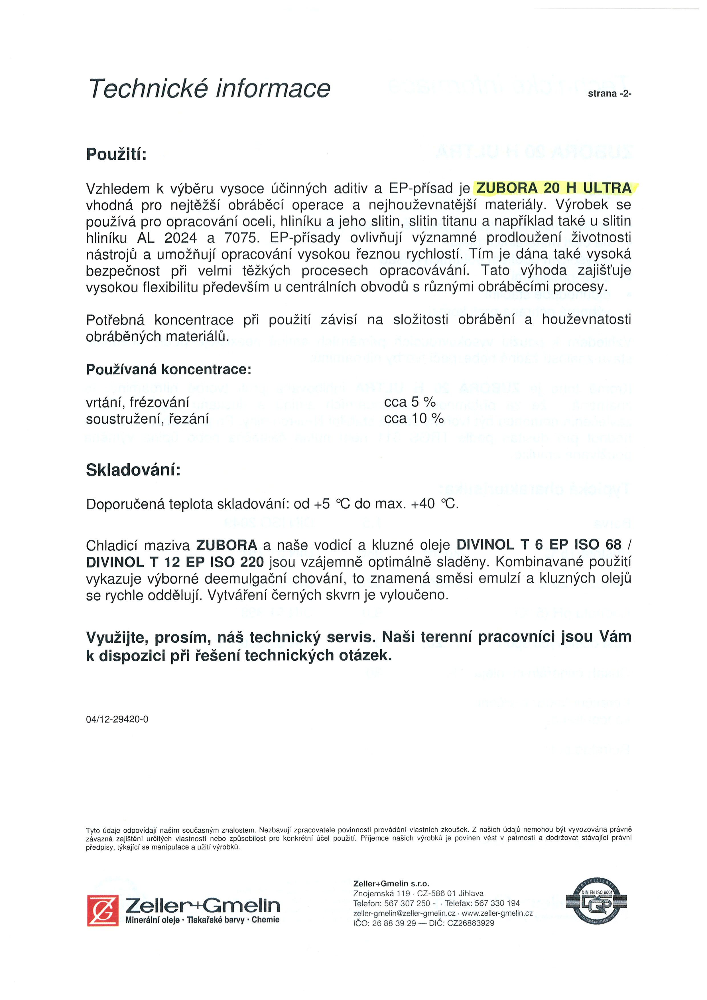 Technické informace
strana -2-
Použití:
Vzhledem k výběru vysoce účinných aditiv a EP-přísad je ZUBORA 20 H ULTRA
vhodná pro nejtěžší obráběcí operace a nejhouževnatější materiály. Výrobek se
používá pro opracování oceli, hliníku a jeho slitin, slitin titanu a například také u slitin
hliníku AL 2024 a 7075. EP-přísady ovlivňují významné prodloužení životnosti
nástrojů a umožňují opracování vysokou řeznou rychlostí. Tím je dána také vysoká
bezpečnost při velmi těžkých procesech opracovávání. Tato výhoda zajišťuje
vysokou flexibilitu především u centrálních obvodů s různými obráběcími procesy.
Potřebná koncentrace při použití závisí na složitosti obrábění a houževnatosti
obráběných materiálů.
Používaná koncentrace:
vrtání, frézování cca 5 %
soustružení, řezání cca 10 %
Skladování:
Doporučená teplota skladování: od +5 °C do max. +40 °C.
Chladicí maziva ZUBORA a naše vodicí a kluzné oleje DIVINOL T 6 EP ISO 68 /
DIVINOL T 12 EP ISO 220 jsou vzájemně optimálně sladěny. Kombinavané použití
vykazuje výborné deemulgační chování, to znamená směsi emulzí a kluzných olejů
se rychle oddělují. Vytváření černých skvrn je vyloučeno.
Využijte, prosím, náš technický servis. Naši terenní pracovníci jsou Vám
k dispozici při řešení technických otázek.
04/12-29420-0
Tyto údaje odpovídají našim současným znalostem. Nezbavují zpracovatele povinnosti provádění vlastních zkoušek. Z našich údajů nemohou být vyvozována právně
závazná zajištění určitých vlastností nebo způsobilost pro konkrétní účel použití. Příjemce našich výrobků je povinen vést v patrnosti a dodržovat stávající právní
předpisy, týkající se manipulace a užití výrobků.
Zeller+Gmelin
Minerální oleje • Tiskařské barvy • Chemie
Zeller+Gmelin s.r.o.
Znojemská 119 · CZ-586 01 Jihlava
Telefon: 567 307 250 - · Telefax: 567 330 194
zeller-gmelin@zeller-gmelin.cz · www.zeller-gmelin.cz
IČO: 26 88 39 29 — DIČ: CZ26883929
ZERTIFIZIERTES
DIN EN ISO 9001
DQS
QUALITÄTSMANAGEMENTSYSTEM